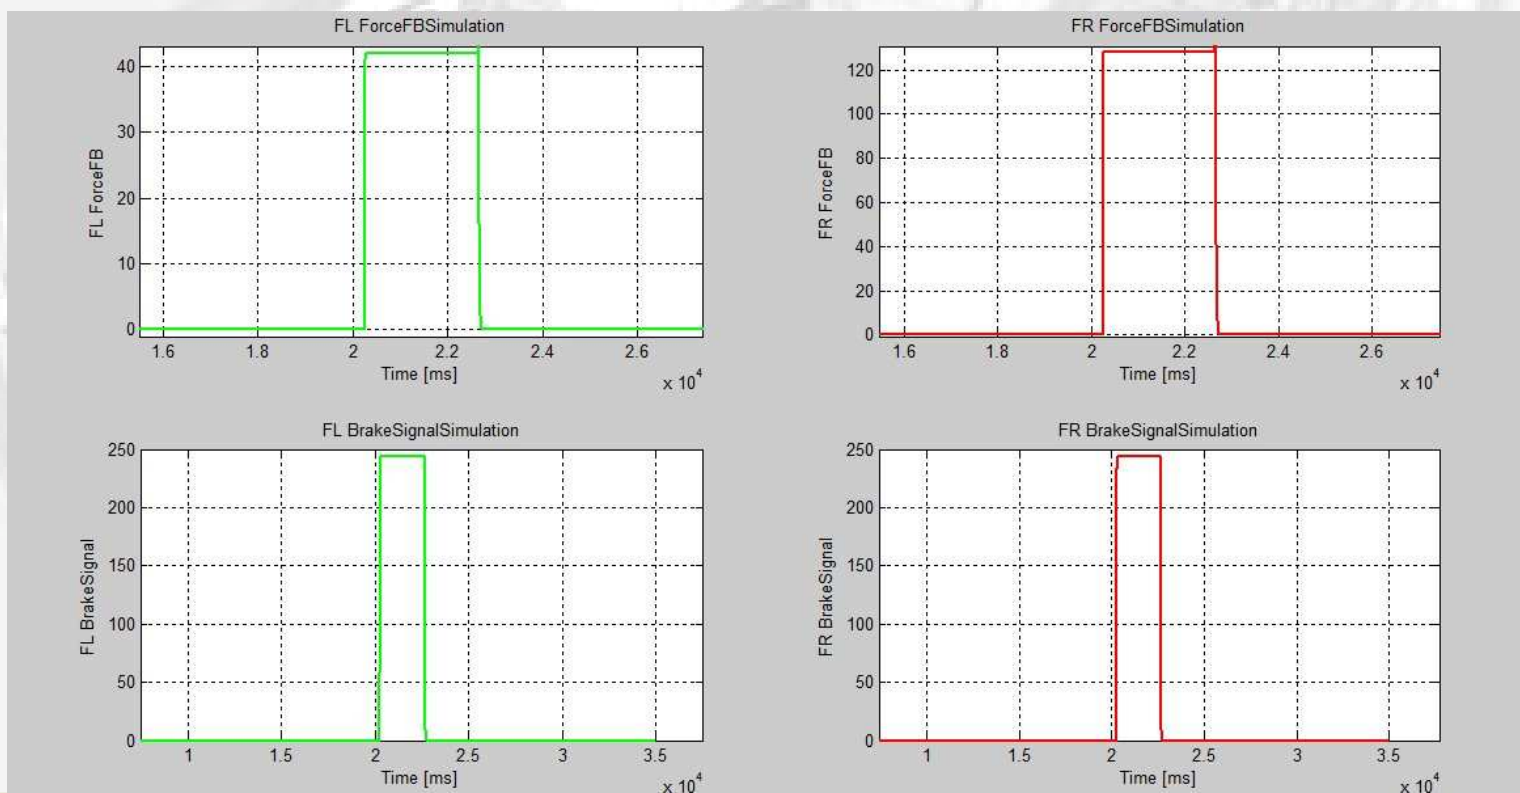 FL ForceFBSimulation
FL ForceFB
40
30
20
10
0
1.6 1.8 2 2.2 2.4 2.6
Time [ms]
x 10^4
FR ForceFBSimulation
FR ForceFB
120
100
80
60
40
20
0
1.6 1.8 2 2.2 2.4 2.6
Time [ms]
x 10^4
FL BrakeSignalSimulation
FL BrakeSignal
250
200
150
100
50
0
1 1.5 2 2.5 3 3.5
Time [ms]
x 10^4
FR BrakeSignalSimulation
FR BrakeSignal
250
200
150
100
50
0
1 1.5 2 2.5 3 3.5
Time [ms]
x 10^4